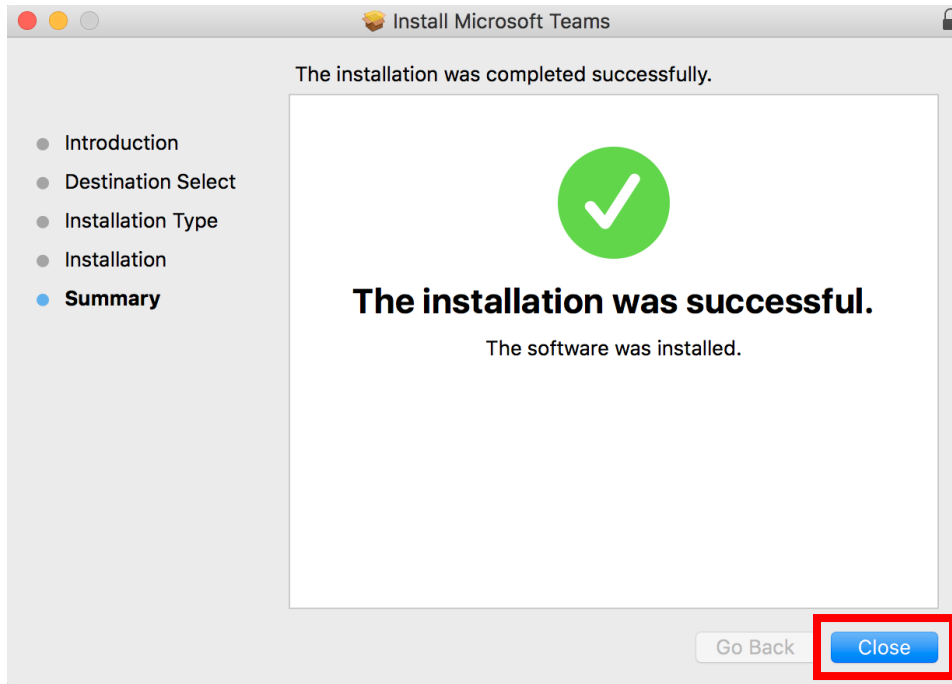 Install Microsoft Teams
The installation was completed successfully.
Introduction
Destination Select
Installation Type
Installation
Summary
The installation was successful.
The software was installed.
Go Back
Close